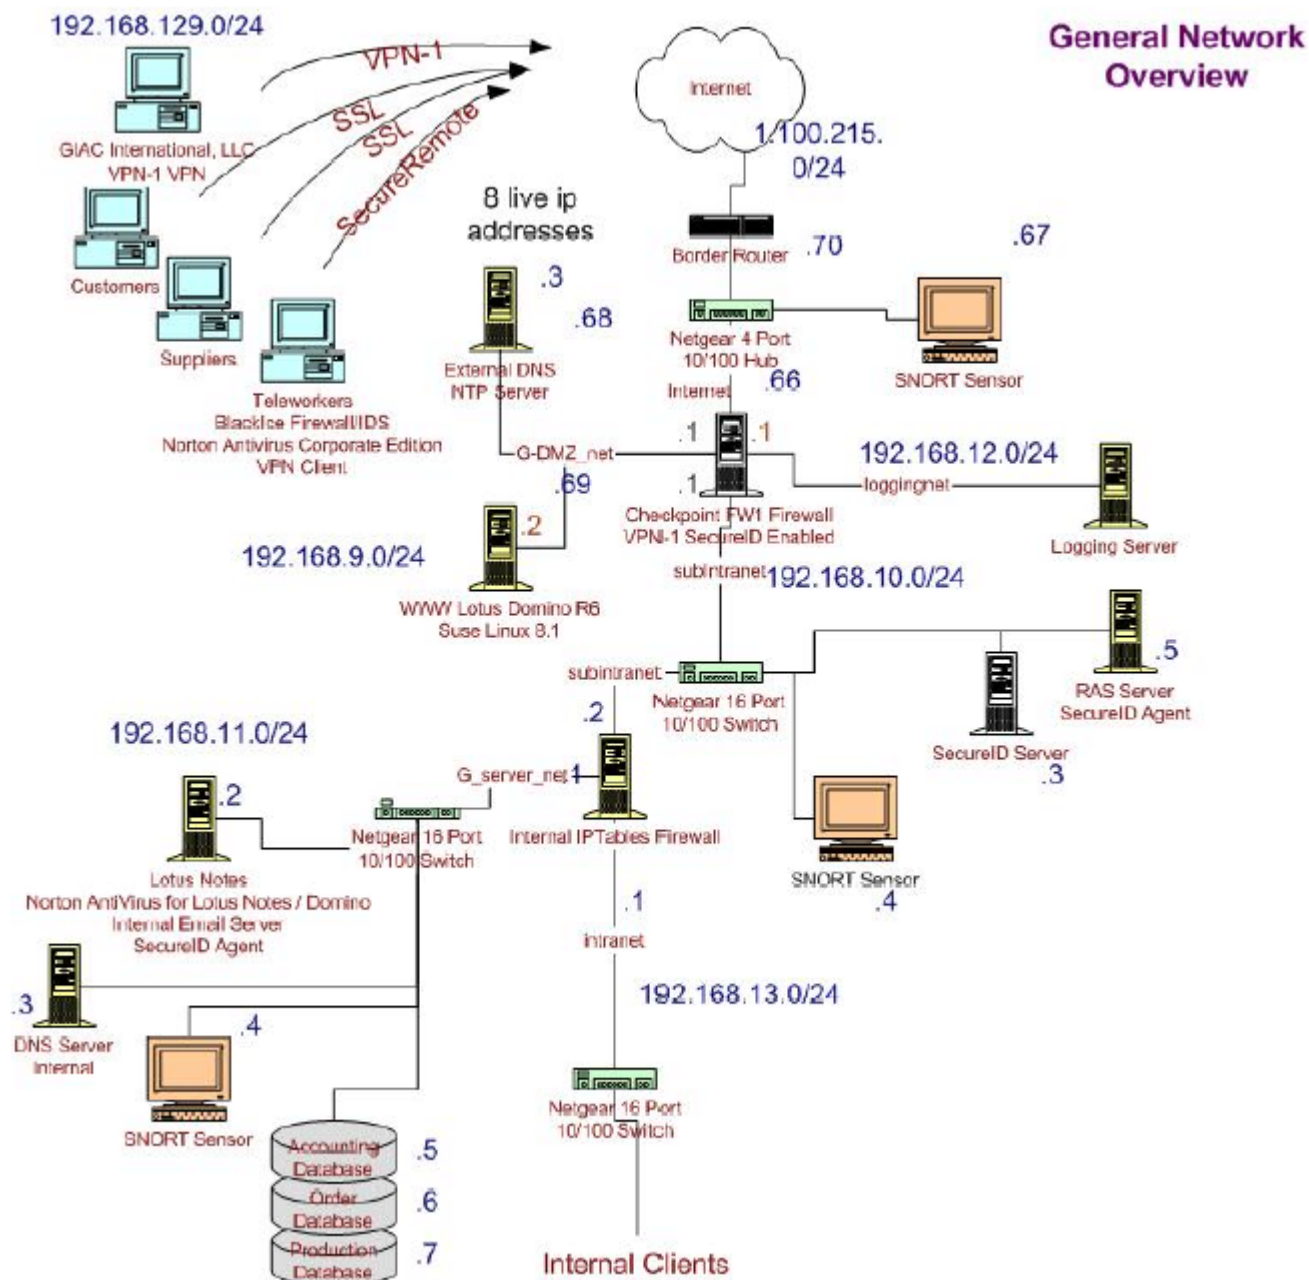 192.168.129.0/24
General Network
Overview
VPN-1
SSL
SSL
SecureRemote
Internet
1.100.215.
0/24
GIAC International, LLC
VPN-1 VPN
Customers
Suppliers
Teleworkers
BlackIce Firewall/IDS
Norton Antivirus Corporate Edition
VPN Client
8 live ip
addresses
.3
.68
External DNS
NTP Server
Border Router
.70
.67
Netgear 4 Port
10/100 Hub
SNORT Sensor
Internet
.66
.1
.1
.1
G-DMZ_net
.69
192.168.12.0/24
loggingnet
Logging Server
Checkpoint FW1 Firewall
VPNI-1 SecureID Enabled
192.168.9.0/24
.2
WWW Lotus Domino R6
Suse Linux 8.1
subintranet
192.168.10.0/24
subintranet
Netgear 16 Port
10/100 Switch
.5
RAS Server
SecureID Agent
SecureID Server
.3
SNORT Sensor
.4
.2
192.168.11.0/24
G_server_net
.1
Internal IPTables Firewall
.2
Netgear 16 Port
10/100 Switch
Lotus Notes
Norton AntiVirus for Lotus Notes / Domino
Internal Email Server
SecureID Agent
.1
intranet
192.168.13.0/24
.3
DNS Server
Internal
.4
SNORT Sensor
Netgear 16 Port
10/100 Switch
Accounting
Database
.5
Order
Database
.6
Production
Database
.7
Internal Clients